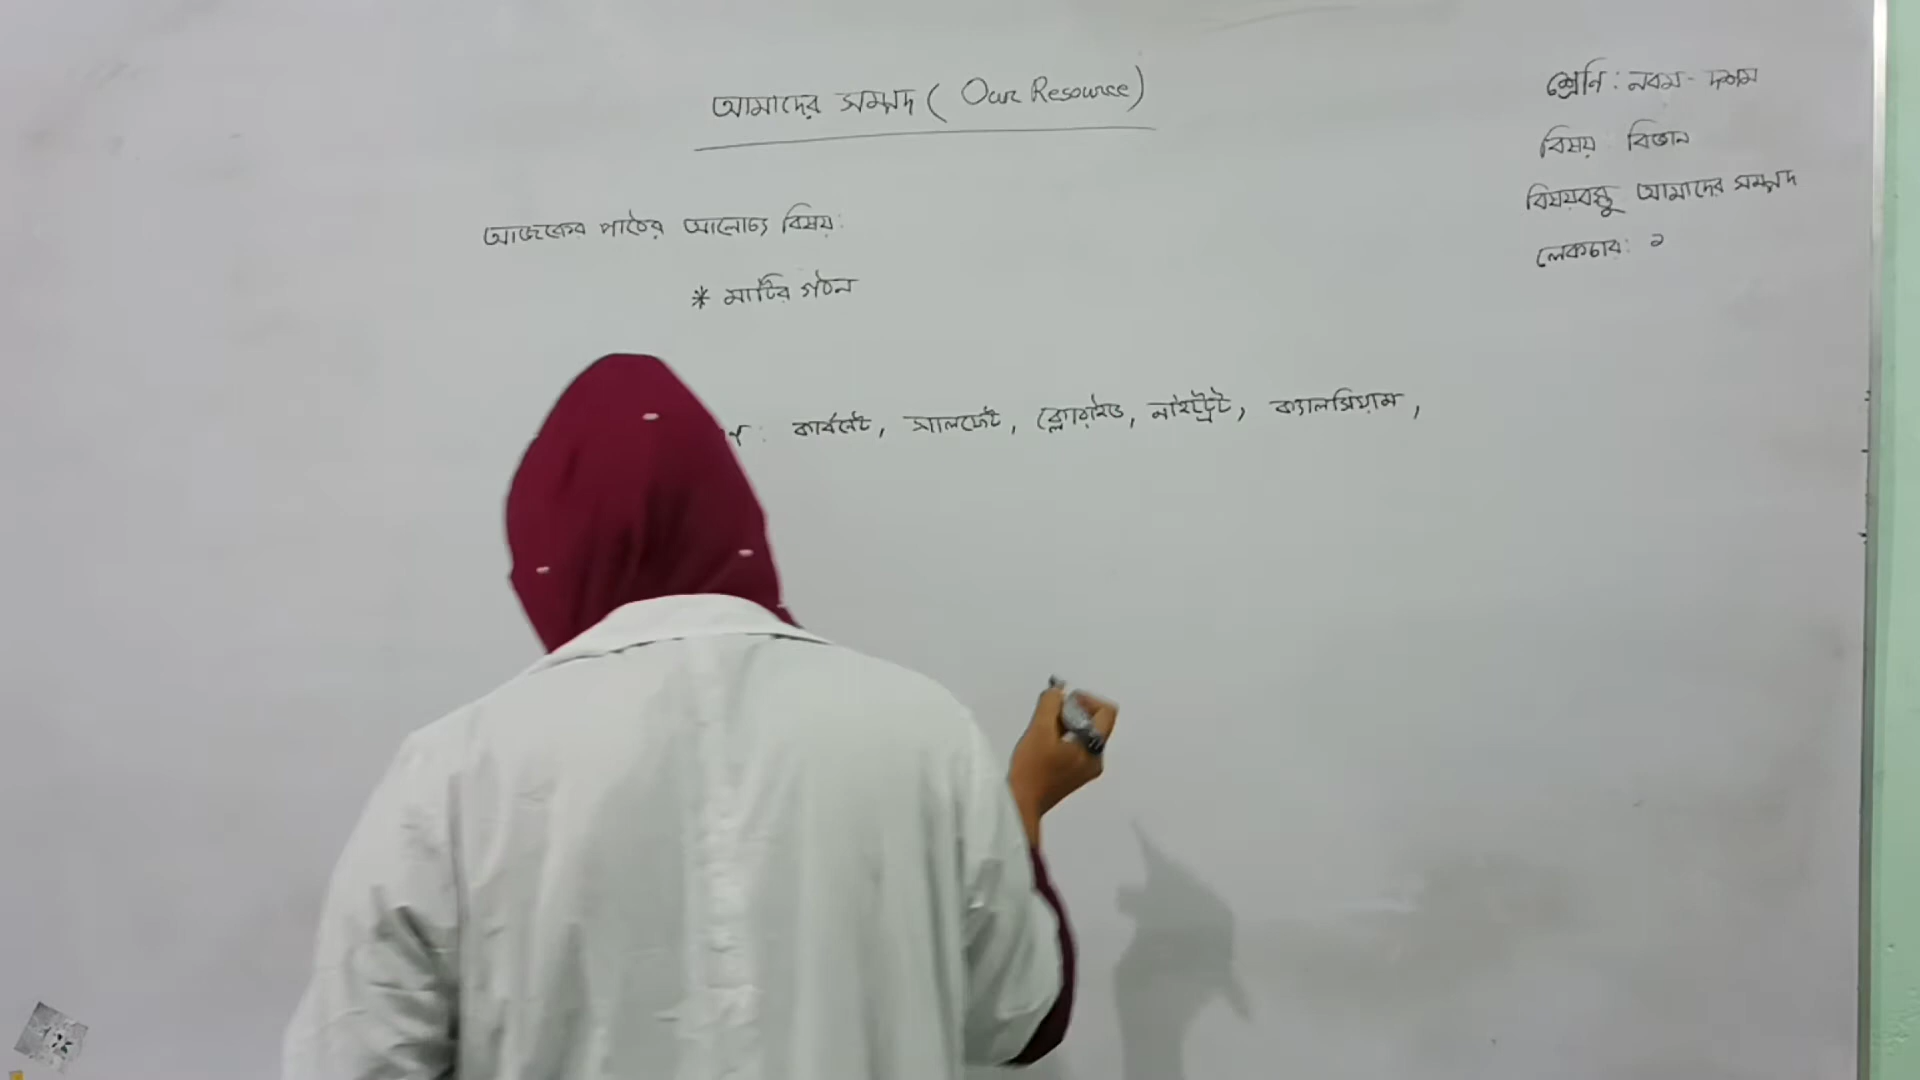 আমাদের সম্পদ ( Our Resource)
শ্রেণি : নবম - দশম
বিষয় বিজ্ঞান
বিষয়বস্তু আমাদের সম্পদ
লেকচার: ১
আজকের পাঠের আলোচ্য বিষয়:
* মাটির গঠন
: কার্বনেট, সালফেট, ক্লোরাইড, নাইট্রেট, ক্যালসিয়াম,